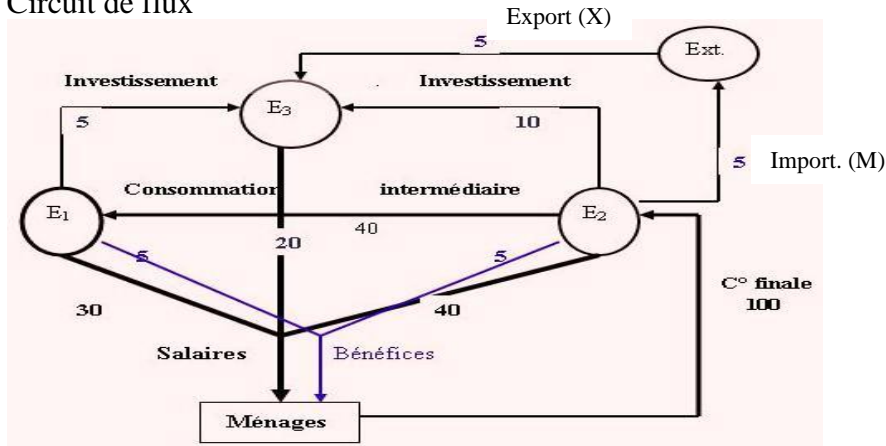 Circuit de flux
Export (X)
5
Ext.
Investissement
Investissement
E3
5
10
5
Import. (M)
Consommation
intermédiaire
E1
E2
40
20
5
5
C° finale
100
30
40
Salaires
Bénéfices
Ménages